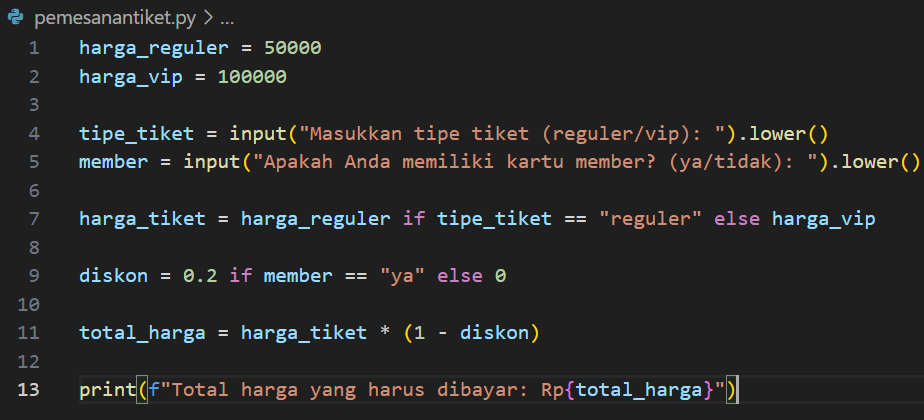 pemesanantiket.py > ...
1 harga_reguler = 50000
2 harga_vip = 100000
3
4 tipe_tiket = input("Masukkan tipe tiket (reguler/vip): ").lower()
5 member = input("Apakah Anda memiliki kartu member? (ya/tidak): ").lower()
6
7 harga_tiket = harga_reguler if tipe_tiket == "reguler" else harga_vip
8
9 diskon = 0.2 if member == "ya" else 0
10
11 total_harga = harga_tiket * (1 - diskon)
12
13 print(f"Total harga yang harus dibayar: Rp{total_harga}")